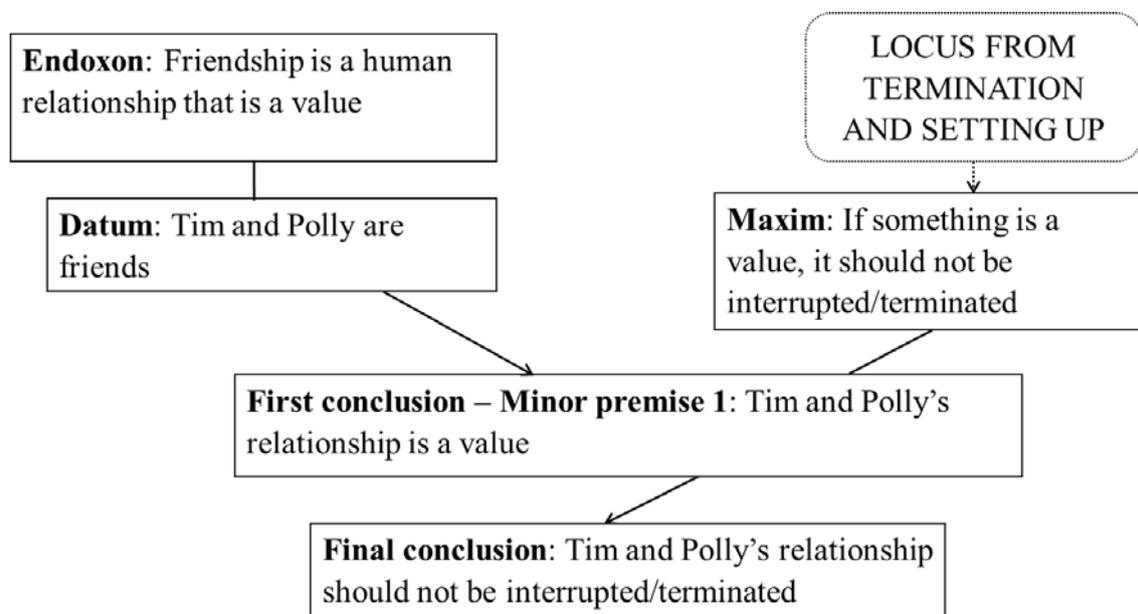 Endoxon: Friendship is a human
relationship that is a value
LOCUS FROM
TERMINATION
AND SETTING UP
Datum: Tim and Polly are
friends
Maxim: If something is a
value, it should not be
interrupted/terminated
First conclusion – Minor premise 1: Tim and Polly's
relationship is a value
Final conclusion: Tim and Polly's relationship
should not be interrupted/terminated